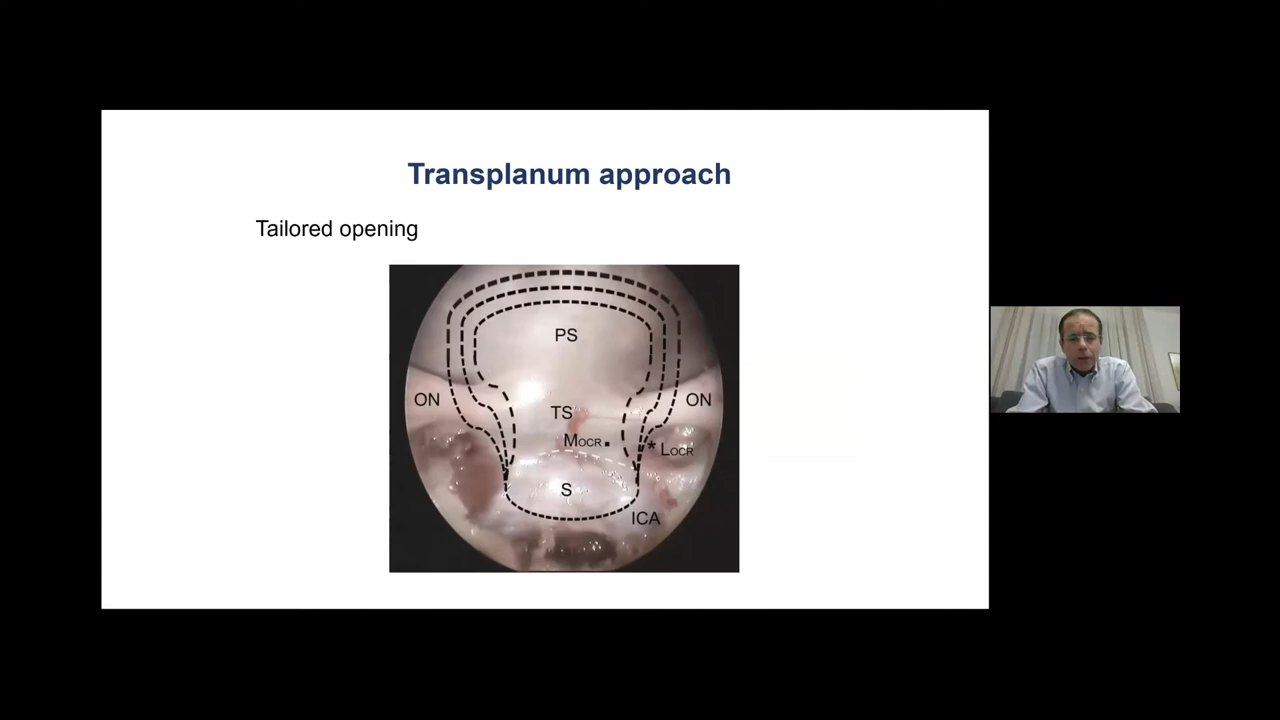 Transplanum approach
Tailored opening
PS
ON
ON
TS
MOCR
* LOCR
S
ICA